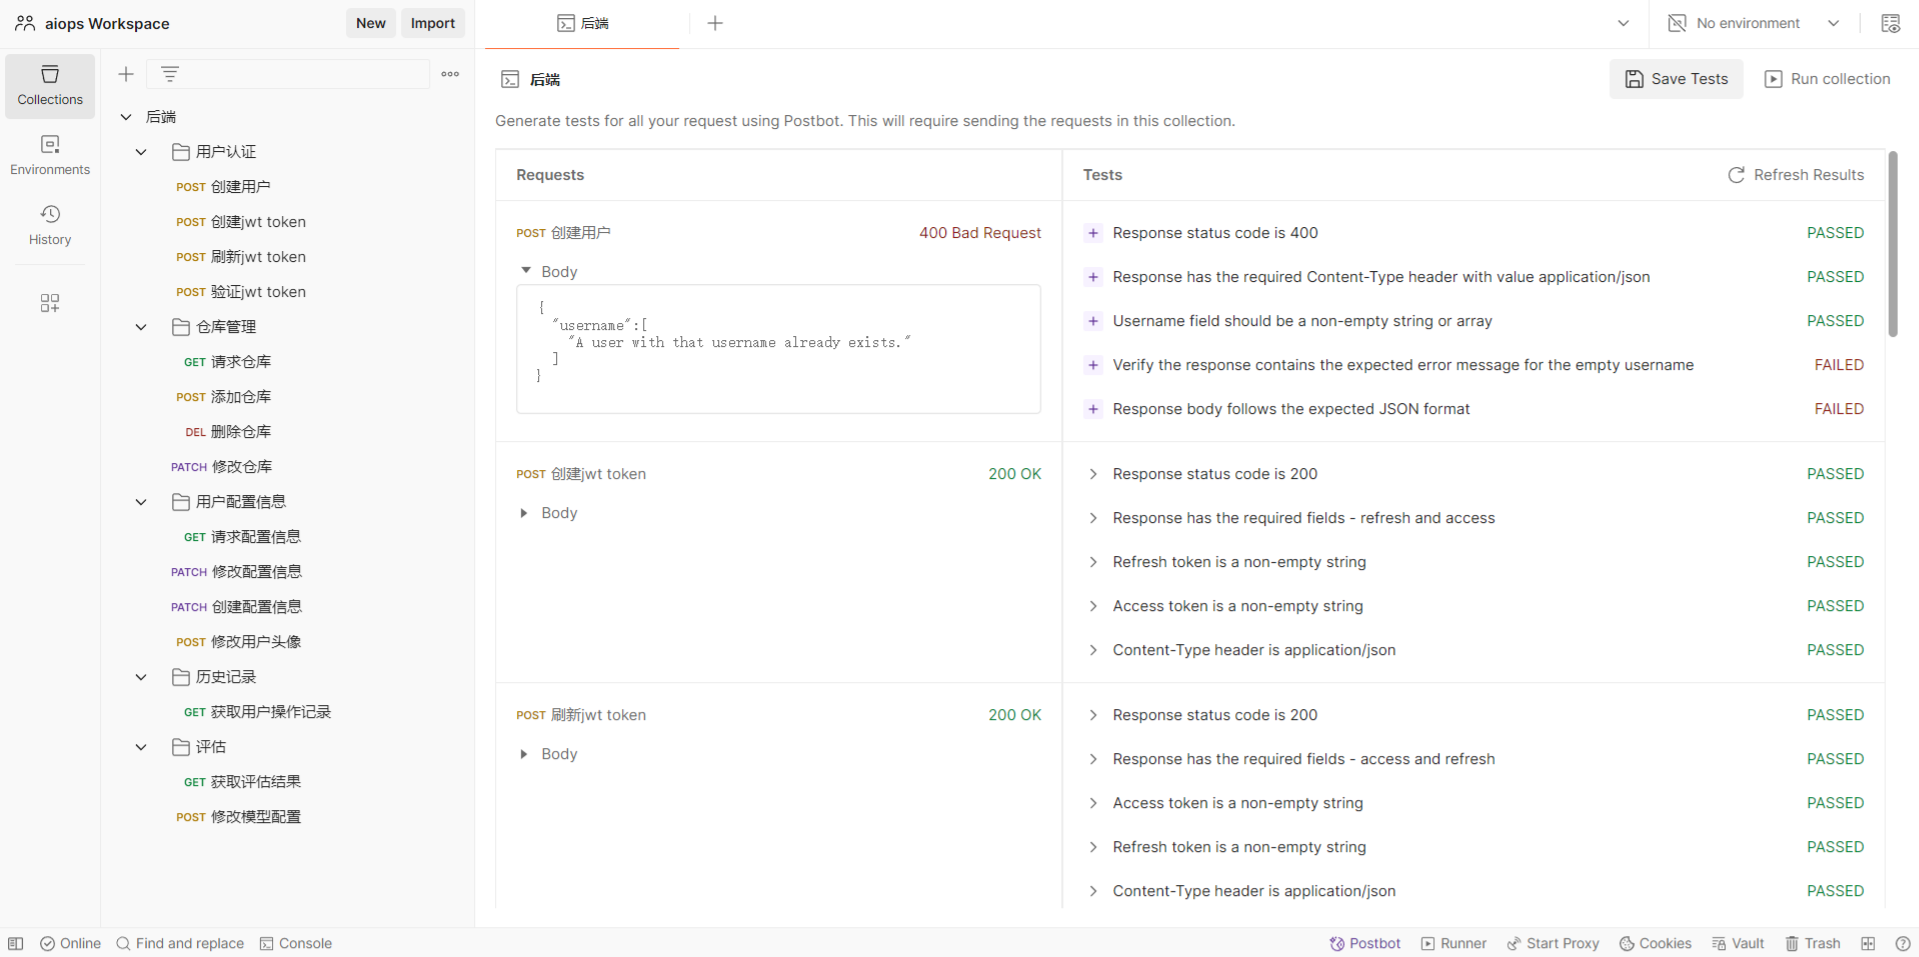 aiops Workspace
New
Import
后端
No environment
Collections
Environments
History
后端
用户认证
POST 创建用户
POST 创建jwt token
POST 刷新jwt token
POST 验证jwt token
仓库管理
GET 请求仓库
POST 添加仓库
DEL 删除仓库
PATCH 修改仓库
用户配置信息
GET 请求配置信息
PATCH 修改配置信息
PATCH 创建配置信息
POST 修改用户头像
历史记录
GET 获取用户操作记录
评估
GET 获取评估结果
POST 修改模型配置
后端
Save Tests
Run collection
Generate tests for all your request using Postbot. This will require sending the requests in this collection.
Requests
Tests
Refresh Results
POST 创建用户
400 Bad Request
Body
{
"username":[
"A user with that username already exists."
]
}
Response status code is 400 PASSED
Response has the required Content-Type header with value application/json PASSED
Username field should be a non-empty string or array PASSED
Verify the response contains the expected error message for the empty username FAILED
Response body follows the expected JSON format FAILED
POST 创建jwt token
200 OK
Body
Response status code is 200 PASSED
Response has the required fields - refresh and access PASSED
Refresh token is a non-empty string PASSED
Access token is a non-empty string PASSED
Content-Type header is application/json PASSED
POST 刷新jwt token
200 OK
Body
Response status code is 200 PASSED
Response has the required fields - access and refresh PASSED
Access token is a non-empty string PASSED
Refresh token is a non-empty string PASSED
Content-Type header is application/json PASSED
Online
Find and replace
Console
Postbot
Runner
Start Proxy
Cookies
Vault
Trash